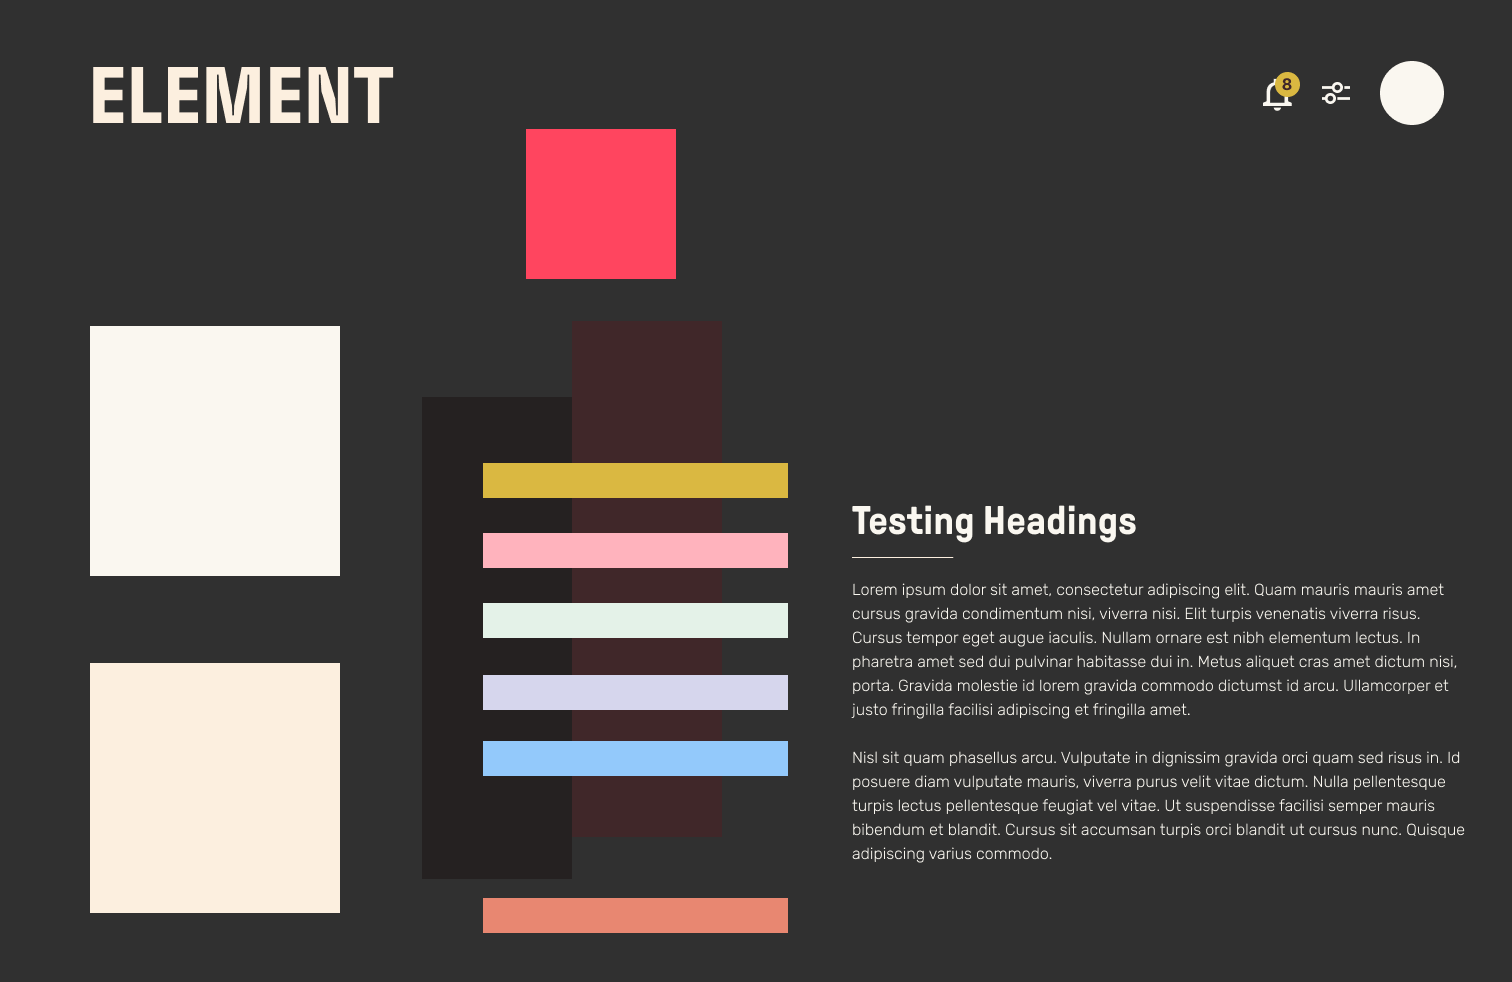 ELEMENT
8
Testing Headings
Lorem ipsum dolor sit amet, consectetur adipiscing elit. Quam mauris mauris amet
cursus gravida condimentum nisi, viverra nisi. Elit turpis venenatis viverra risus.
Cursus tempor eget augue iaculis. Nullam ornare est nibh elementum lectus. In
pharetra amet sed dui pulvinar habitasse dui in. Metus aliquet cras amet dictum nisi,
porta. Gravida molestie id lorem gravida commodo dictumst id arcu. Ullamcorper et
justo fringilla facilisi adipiscing et fringilla amet.
Nisl sit quam phasellus arcu. Vulputate in dignissim gravida orci quam sed risus in. Id
posuere diam vulputate mauris, viverra purus velit vitae dictum. Nulla pellentesque
turpis lectus pellentesque feugiat vel vitae. Ut suspendisse facilisi semper mauris
bibendum et blandit. Cursus sit accumsan turpis orci blandit ut cursus nunc. Quisque
adipiscing varius commodo.